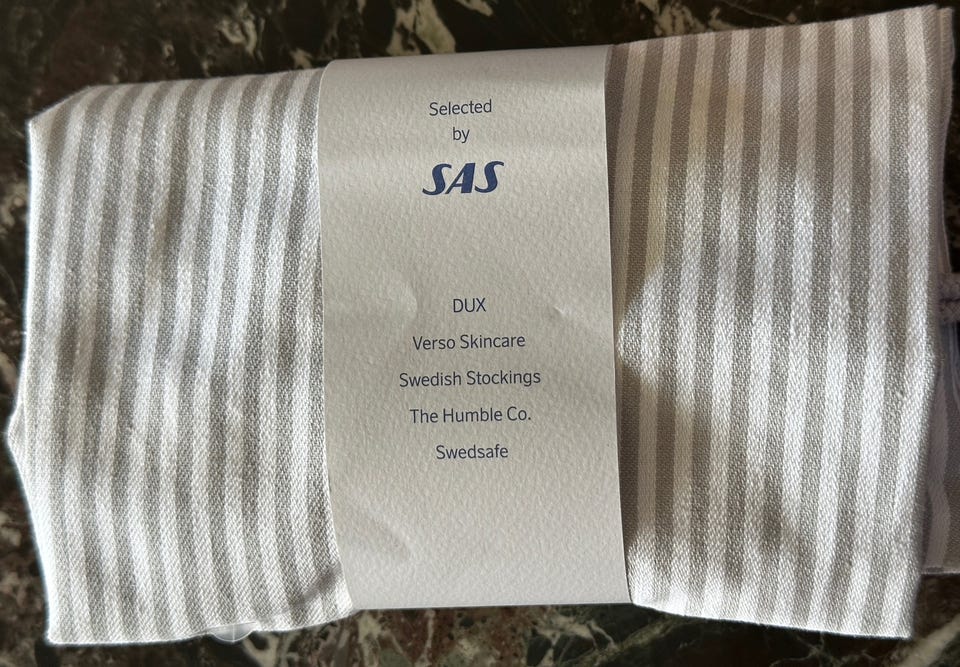 Selected
by
SAS
DUX
Verso Skincare
Swedish Stockings
The Humble Co.
Swedsafe